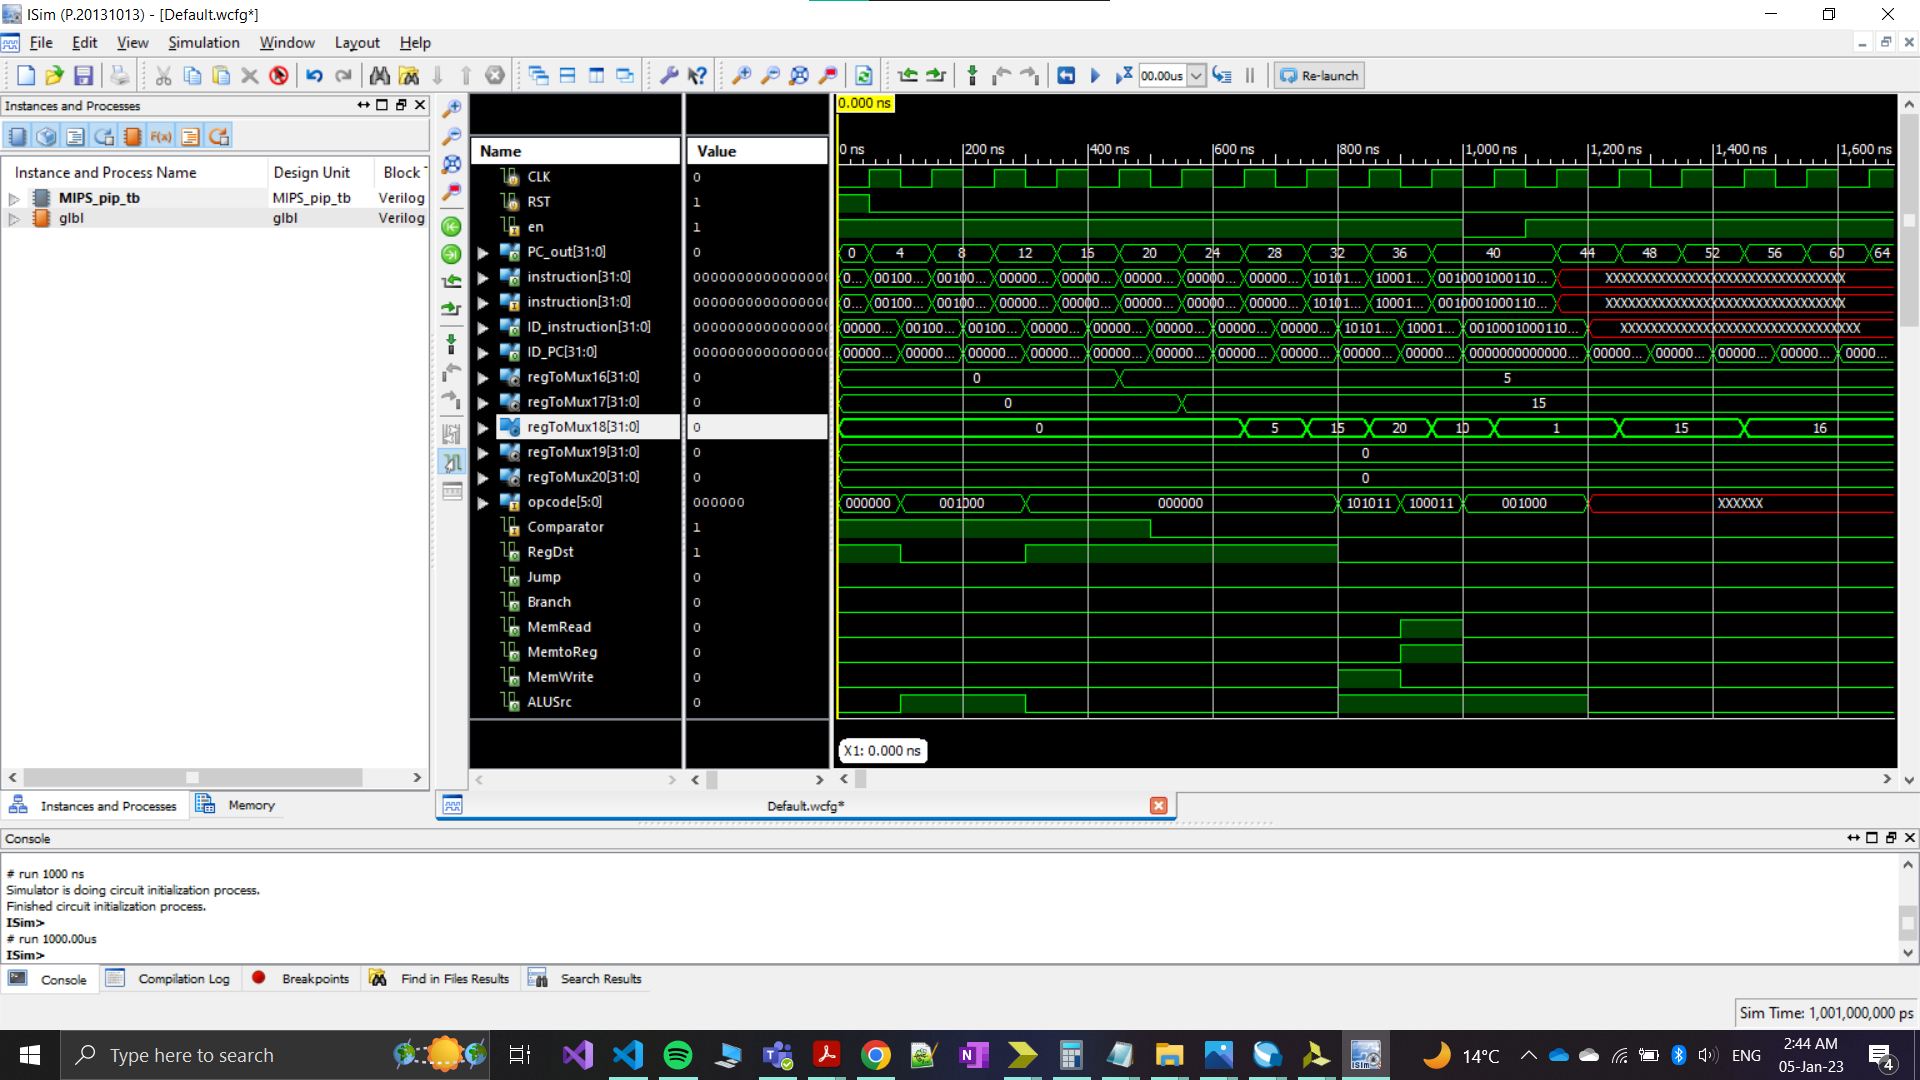 ISim (P.20131013) - [Default.wcfg*]
File Edit View Simulation Window Layout Help
00.00us Re-launch
Instances and Processes
Instance and Process Name Design Unit Block
MIPS_pip_tb MIPS_pip_tb Verilog
glbl glbl Verilog
Name Value
0.000 ns
0 ns 200 ns 400 ns 600 ns 800 ns 1,000 ns 1,200 ns 1,400 ns 1,600 ns
CLK 0
RST 1
en 1
PC_out[31:0] 0 0 4 8 12 16 20 24 28 32 36 40 44 48 52 56 60 64
instruction[31:0] 0000000000000000 0... 00100... 00100... 00000... 00000... 00000... 00000... 00000... 10101... 10001... 0010001000110... XXXXXXXXXXXXXXXXXXXXXXXXXXXXXXXX
instruction[31:0] 0000000000000000 0... 00100... 00100... 00000... 00000... 00000... 00000... 00000... 10101... 10001... 0010001000110... XXXXXXXXXXXXXXXXXXXXXXXXXXXXXXXX
ID_instruction[31:0] 0000000000000000 00000... 00100... 00100... 00000... 00000... 00000... 00000... 00000... 10101... 10001... 0010001000110... XXXXXXXXXXXXXXXXXXXXXXXXXXXXXXXX
ID_PC[31:0] 0000000000000000 00000... 00000... 00000... 00000... 00000... 00000... 00000... 00000... 00000... 00000... 0000000000000... 00000... 00000... 00000... 00000... 0000...
regToMux16[31:0] 0 0 5
regToMux17[31:0] 0 0 15
regToMux18[31:0] 0 0 5 15 20 10 1 15 16
regToMux19[31:0] 0 0
regToMux20[31:0] 0 0
opcode[5:0] 000000 000000 001000 000000 101011 100011 001000 XXXXXX
Comparator 1
RegDst 1
Jump 0
Branch 0
MemRead 0
MemtoReg 0
MemWrite 0
ALUSrc 0
X1: 0.000 ns
Instances and Processes Memory
Default.wcfg*
Console
# run 1000 ns
Simulator is doing circuit initialization process.
Finished circuit initialization process.
ISim>
# run 1000.00us
ISim>
Console Compilation Log Breakpoints Find in Files Results Search Results
Sim Time: 1,001,000,000 ps
Type here to search
14°C ENG 2:44 AM
05-Jan-23
4